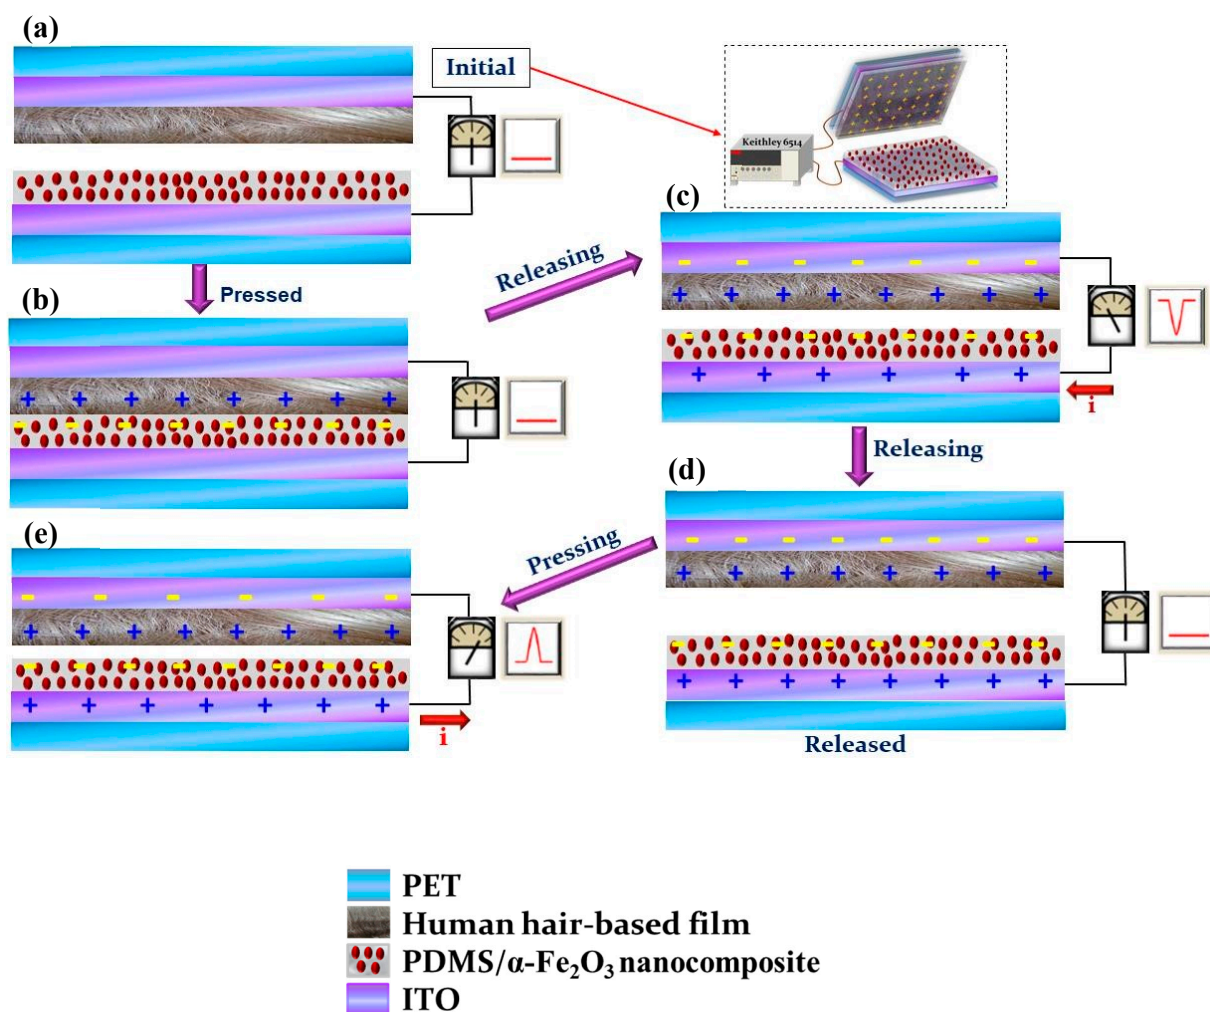 (a)
Initial
Keithley 6514
(c)
Pressed
Releasing
(b)
i
Releasing
(d)
(e)
Pressing
i
Released
PET
Human hair-based film
PDMS/α-Fe₂O₃ nanocomposite
ITO